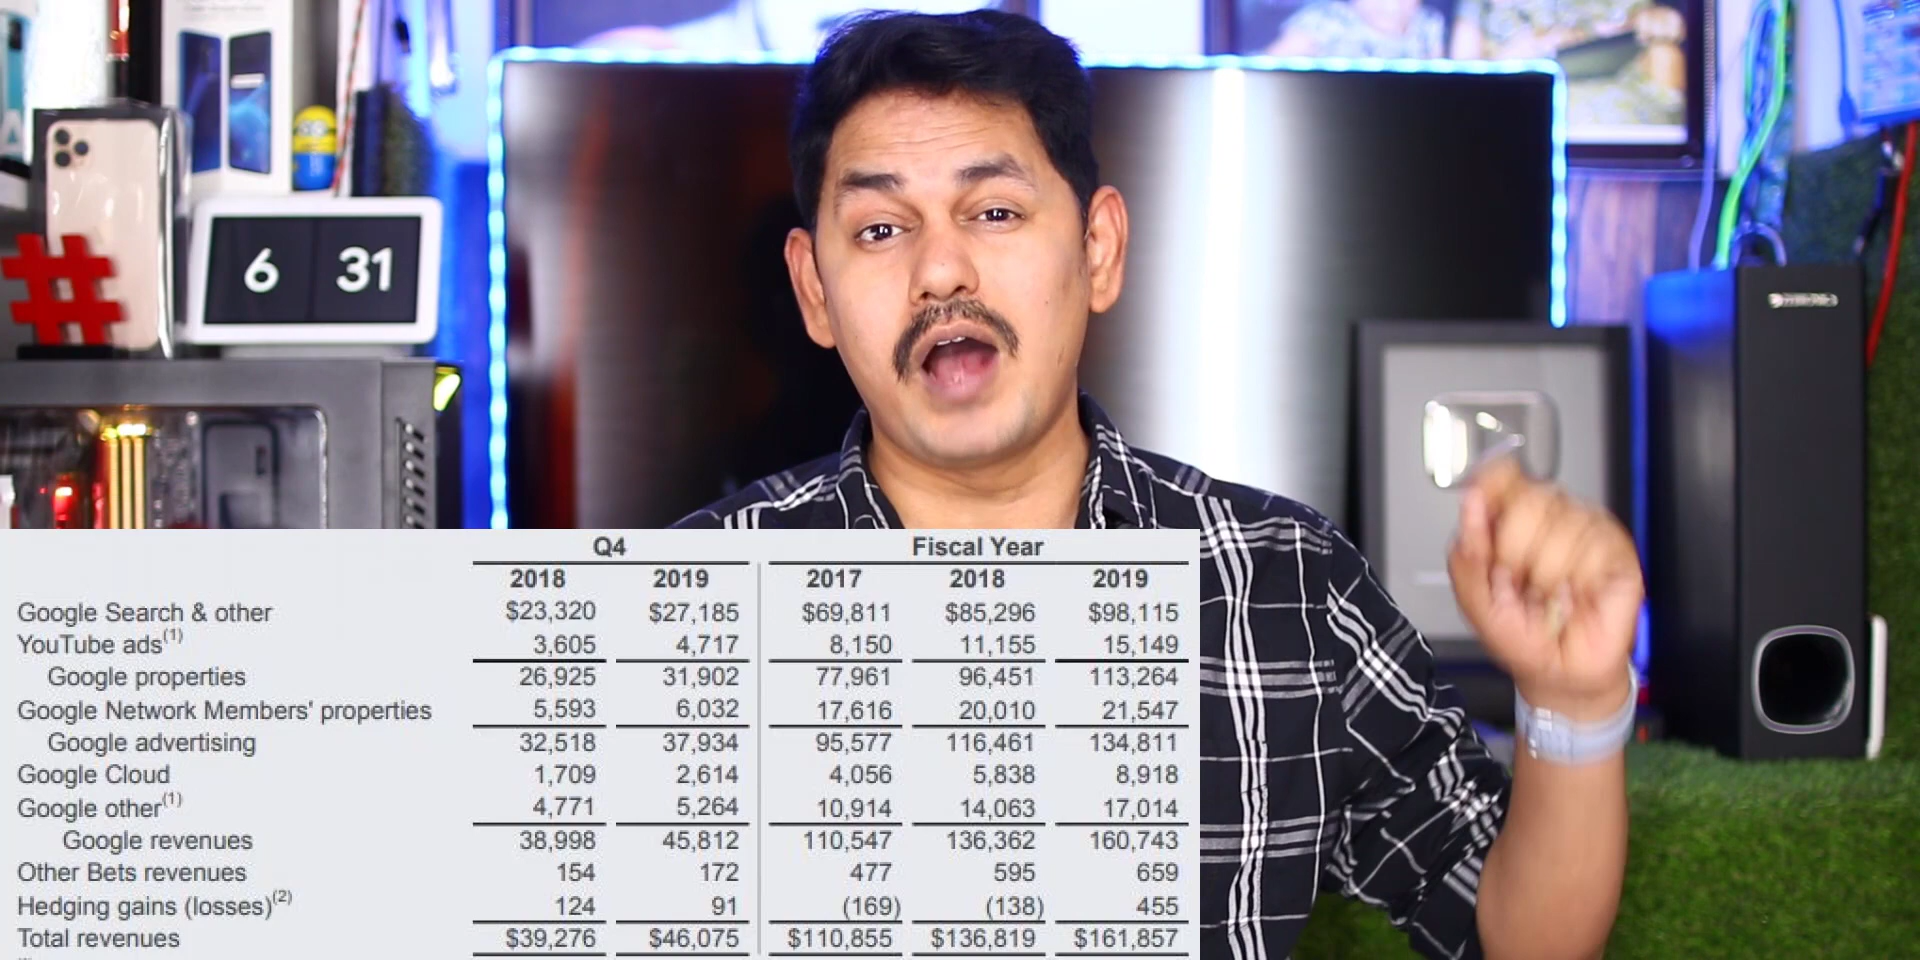 6 31
Q4 Fiscal Year
2018 2019 2017 2018 2019
Google Search & other $23,320 $27,185 $69,811 $85,296 $98,115
YouTube ads(1) 3,605 4,717 8,150 11,155 15,149
Google properties 26,925 31,902 77,961 96,451 113,264
Google Network Members' properties 5,593 6,032 17,616 20,010 21,547
Google advertising 32,518 37,934 95,577 116,461 134,811
Google Cloud 1,709 2,614 4,056 5,838 8,918
Google other(1) 4,771 5,264 10,914 14,063 17,014
Google revenues 38,998 45,812 110,547 136,362 160,743
Other Bets revenues 154 172 477 595 659
Hedging gains (losses)(2) 124 91 (169) (138) 455
Total revenues $39,276 $46,075 $110,855 $136,819 $161,857